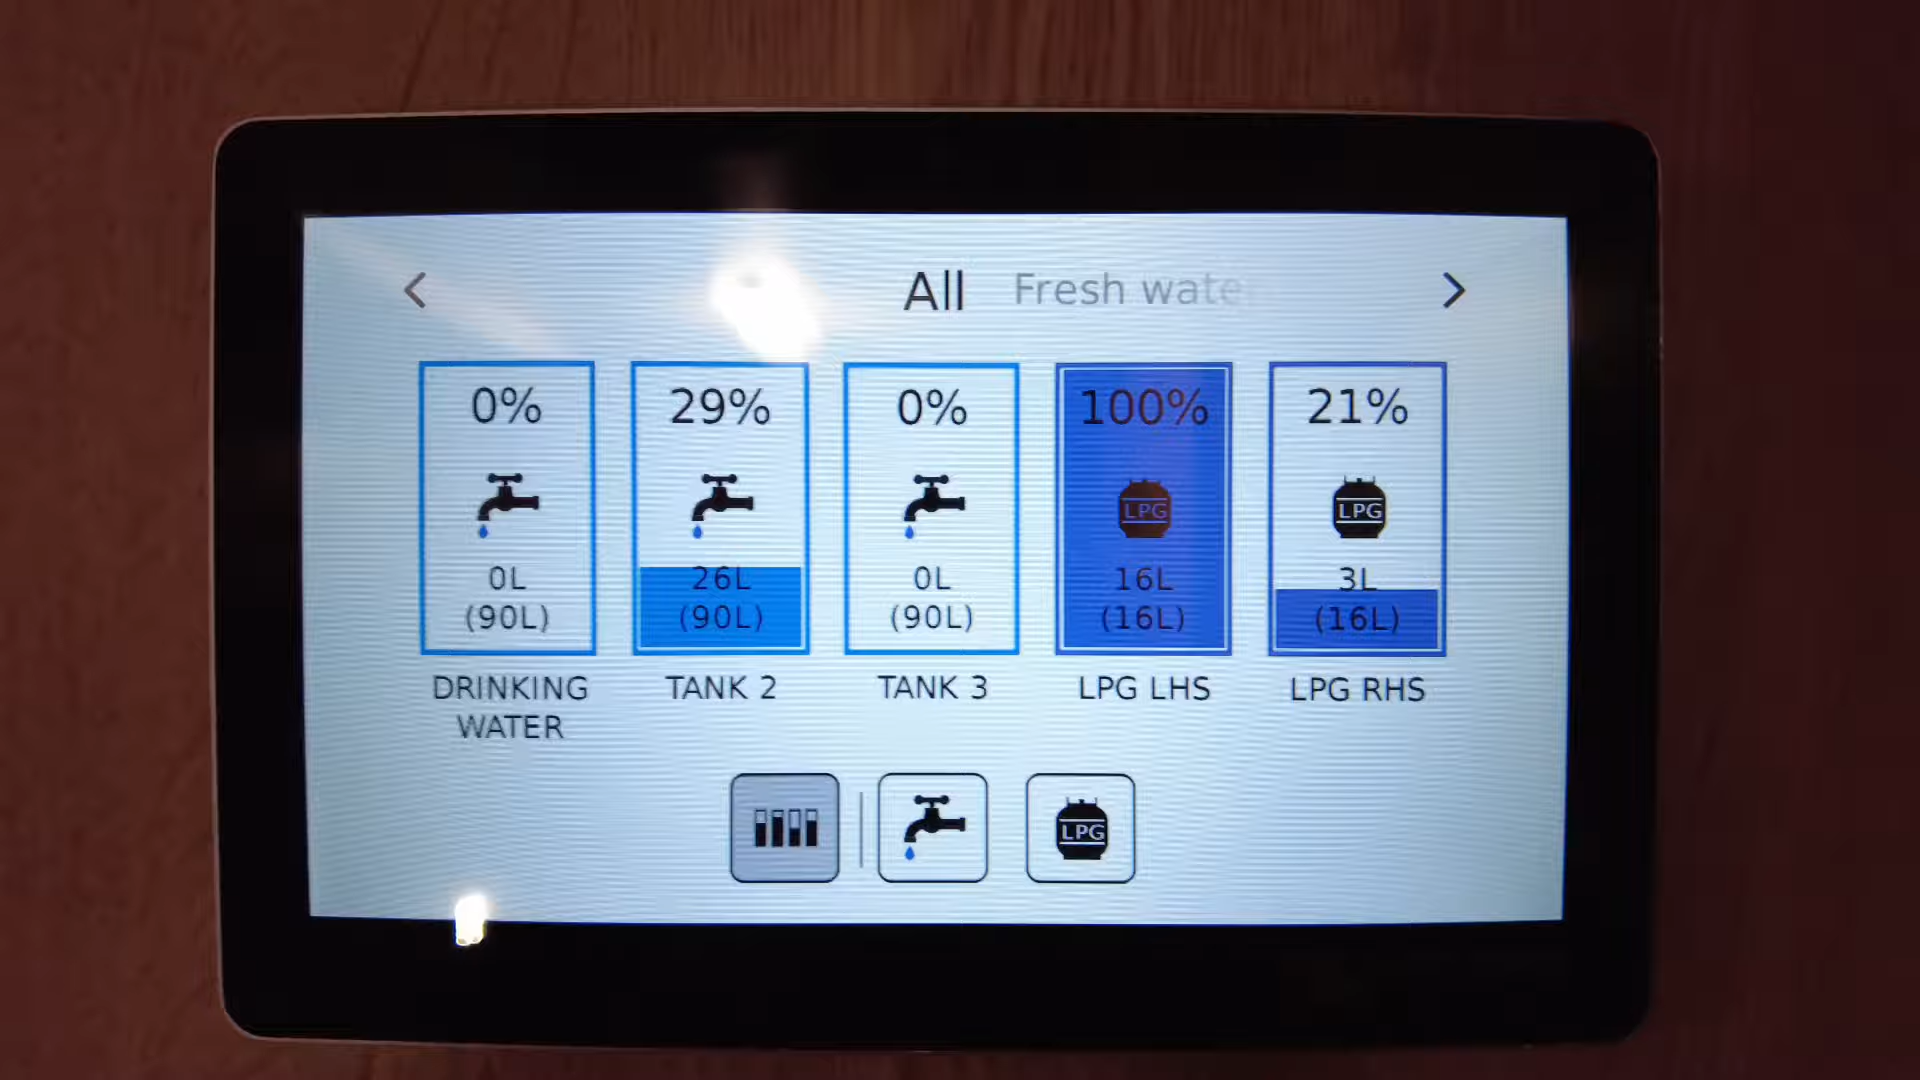 All Fresh wate
0% 29% 0% 100% 21%
LPG LPG
0L 26L 0L 16L 3L
(90L) (90L) (90L) (16L) (16L)
DRINKING WATER
TANK 2
TANK 3
LPG LHS
LPG RHS
LPG